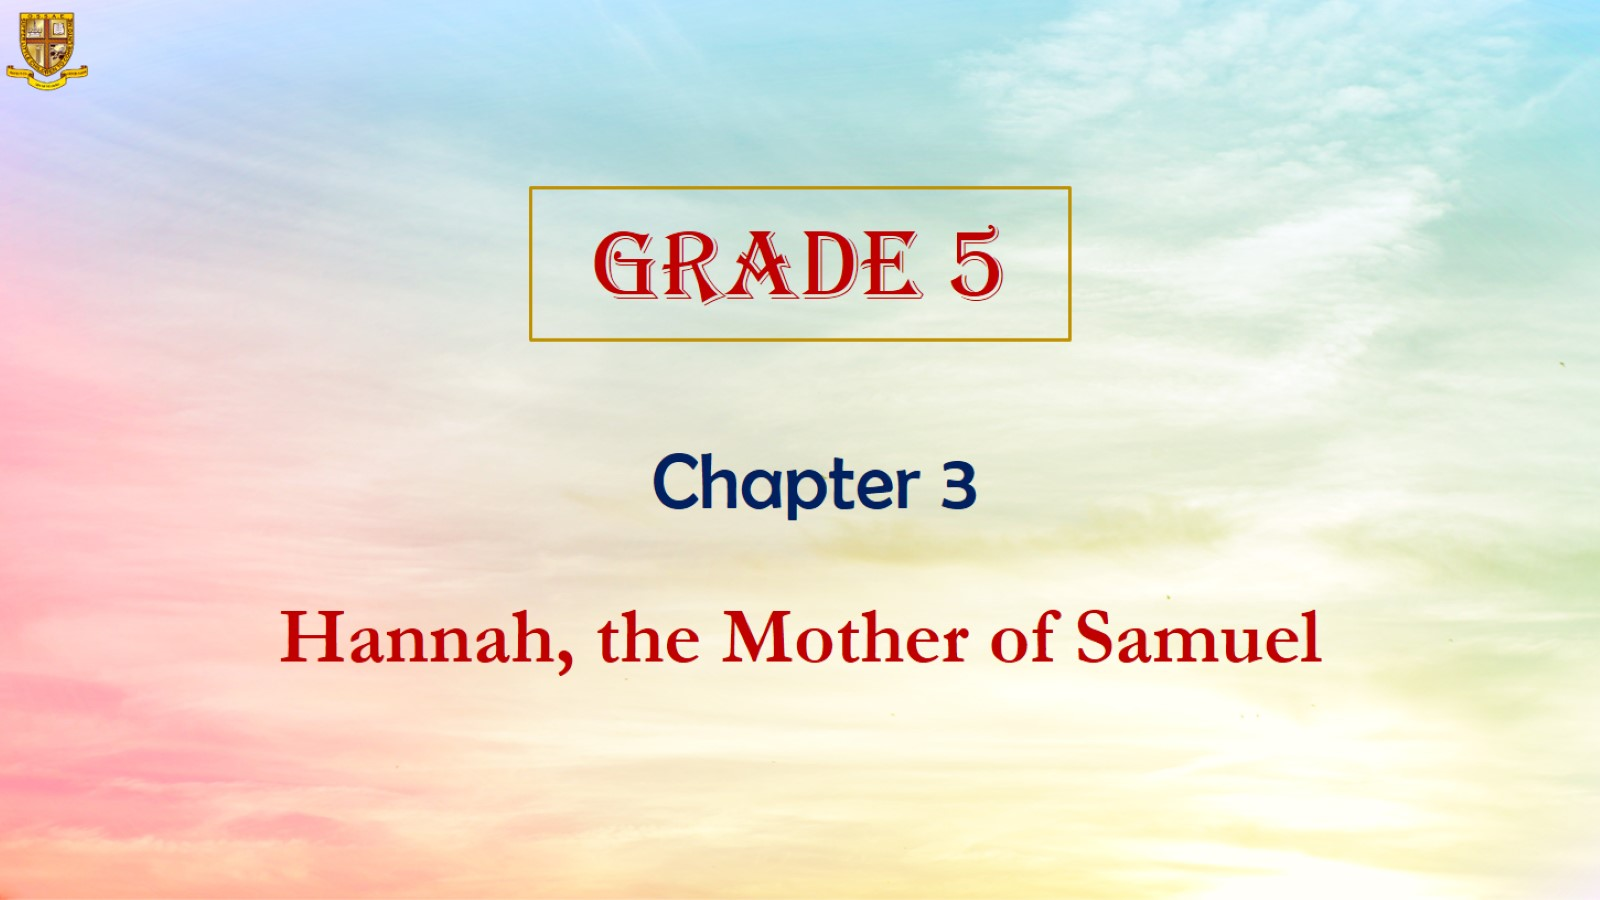 O.S.S.A.E
GRADE 5
Chapter 3
Hannah, the Mother of Samuel